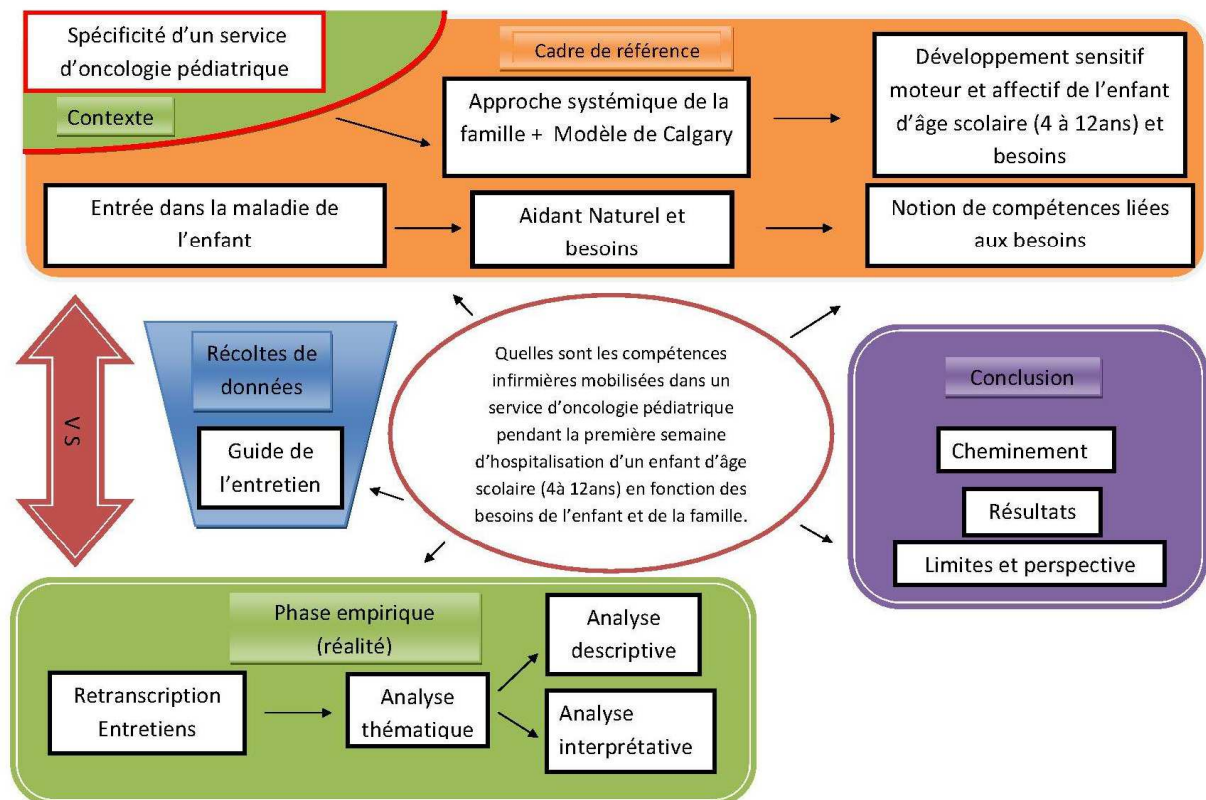 Spécificité d'un service
d'oncologie pédiatrique
Contexte
Cadre de référence
Approche systémique de la
famille + Modèle de Calgary
Développement sensitif
moteur et affectif de l'enfant
d'âge scolaire (4 à 12ans) et
besoins
Entrée dans la maladie de
l'enfant
Aidant Naturel et
besoins
Notion de compétences liées
aux besoins
VS
Récoltes de
données
Guide de
l'entretien
Quelles sont les compétences
infirmières mobilisées dans un
service d'oncologie pédiatrique
pendant la première semaine
d'hospitalisation d'un enfant d'âge
scolaire (4à 12ans) en fonction des
besoins de l'enfant et de la famille.
Conclusion
Cheminement
Résultats
Limites et perspective
Phase empirique
(réalité)
Retranscription
Entretiens
Analyse
thématique
Analyse
descriptive
Analyse
interprétative